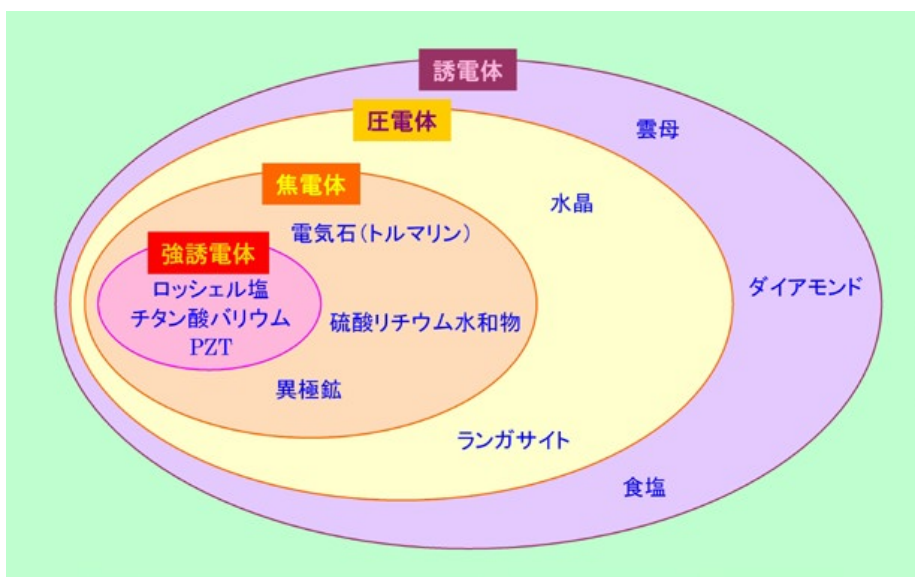 誘電体
圧電体
雲母
焦電体
水晶
電気石(トルマリン)
強誘電体
ロッシェル塩
チタン酸バリウム
PZT
硫酸リチウム水和物
ダイアモンド
異極鉱
ランガサイト
食塩